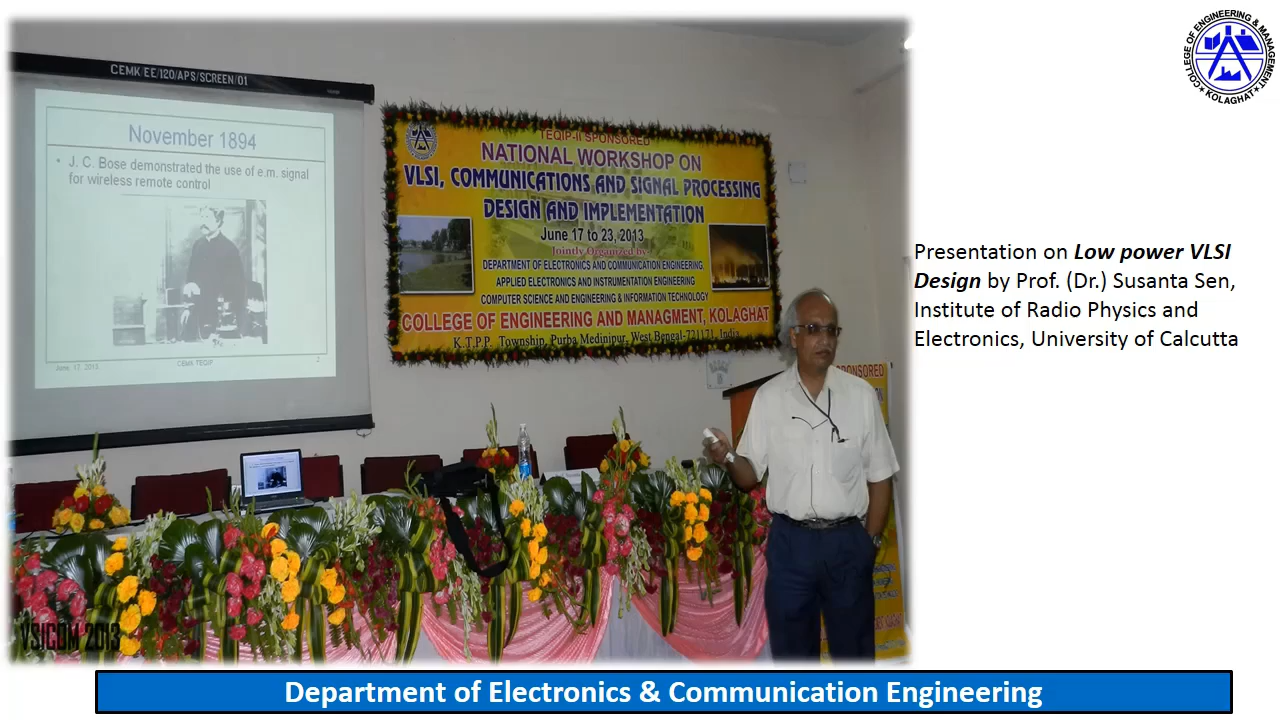 CEMK/EE/120/APS/SCREEN/01
November 1894
• J. C. Bose demonstrated the use of e.m. signal
for wireless remote control
June, 17, 2013
CEMK TEQIP
2
TEQIP-II SPONSORED
NATIONAL WORKSHOP ON
VLSI, COMMUNICATIONS AND SIGNAL PROCESSING
DESIGN AND IMPLEMENTATION
June 17 to 23, 2013
Jointly Organized by
DEPARTMENT OF ELECTRONICS AND COMMUNICATION ENGINEERING,
APPLIED ELECTRONICS AND INSTRUMENTATION ENGINEERING
COMPUTER SCIENCE AND ENGINEERING & INFORMATION TECHNOLOGY
COLLEGE OF ENGINEERING AND MANAGMENT, KOLAGHAT
K.T.P.P. Township, Purba Medinipur, West Bengal-721171, India
SPONSORED
VSICOM 2013
COLLEGE OF ENGINEERING & MANAGEMENT,
KOLAGHAT
Presentation on Low power VLSI
Design by Prof. (Dr.) Susanta Sen,
Institute of Radio Physics and
Electronics, University of Calcutta
Department of Electronics & Communication Engineering